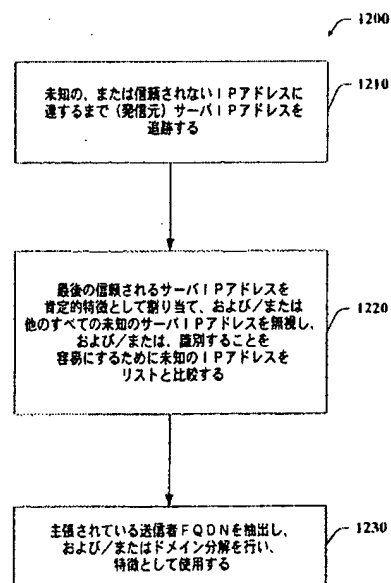 1200
未知の、または信頼されないIPアドレスに
達するまで(発信元)サーバIPアドレスを
追跡する
1210
最後の信頼されるサーバIPアドレスを
肯定的特徴として割り当て、および/または
他のすべての未知のサーバIPアドレスを無視し、
および/または、識別することを
容易にするために未知のIPアドレスを
リストと比較する
1220
主張されている送信者FQDNを抽出し、
および/またはドメイン分解を行い、
特徴として使用する
1230